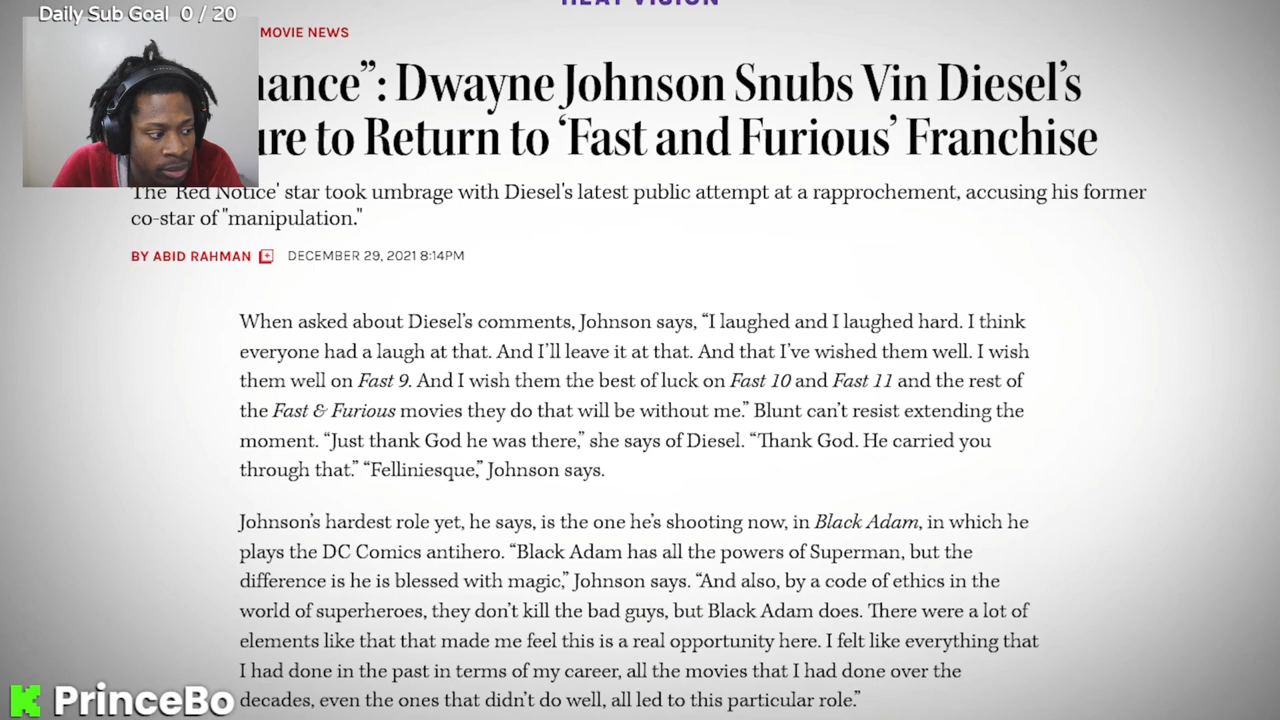 HEAT VISION
Daily Sub Goal 0 / 20
MOVIE NEWS
hance”: Dwayne Johnson Snubs Vin Diesel’s
ure to Return to ‘Fast and Furious’ Franchise
The 'Red Notice' star took umbrage with Diesel's latest public attempt at a rapprochement, accusing his former
co-star of "manipulation."
BY ABID RAHMAN DECEMBER 29, 2021 8:14PM
When asked about Diesel’s comments, Johnson says, “I laughed and I laughed hard. I think
everyone had a laugh at that. And I’ll leave it at that. And that I’ve wished them well. I wish
them well on Fast 9. And I wish them the best of luck on Fast 10 and Fast 11 and the rest of
the Fast & Furious movies they do that will be without me.” Blunt can’t resist extending the
moment. “Just thank God he was there,” she says of Diesel. “Thank God. He carried you
through that.” “Felliniesque,” Johnson says.
Johnson’s hardest role yet, he says, is the one he’s shooting now, in Black Adam, in which he
plays the DC Comics antihero. “Black Adam has all the powers of Superman, but the
difference is he is blessed with magic,” Johnson says. “And also, by a code of ethics in the
world of superheroes, they don’t kill the bad guys, but Black Adam does. There were a lot of
elements like that that made me feel this is a real opportunity here. I felt like everything that
I had done in the past in terms of my career, all the movies that I had done over the
decades, even the ones that didn’t do well, all led to this particular role.”
K PrinceBo